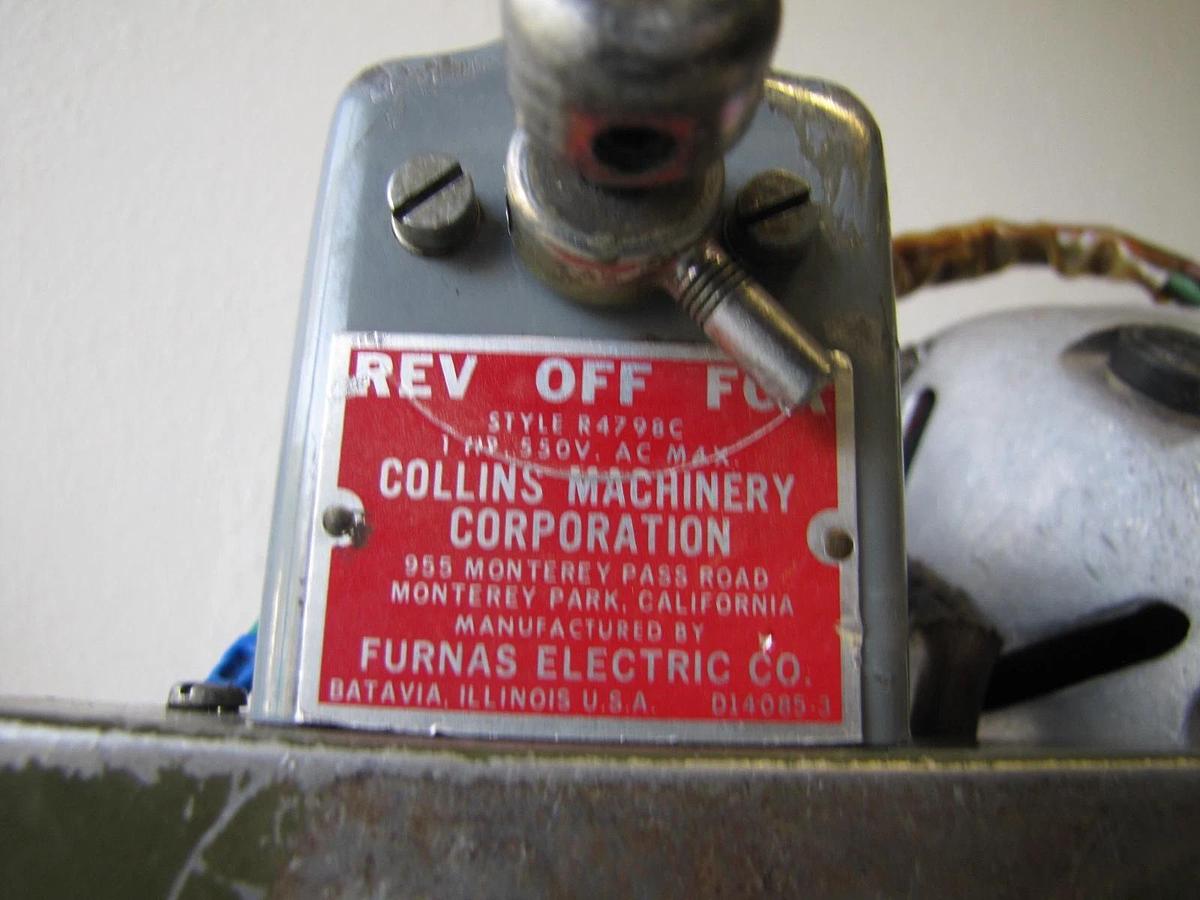 REV OFF FOR
STYLE R4798C
1 HP. 550V. AC MAX.
COLLINS MACHINERY
CORPORATION
955 MONTEREY PASS ROAD
MONTEREY PARK, CALIFORNIA
MANUFACTURED BY
FURNAS ELECTRIC CO.
BATAVIA, ILLINOIS U.S.A. D14085-3